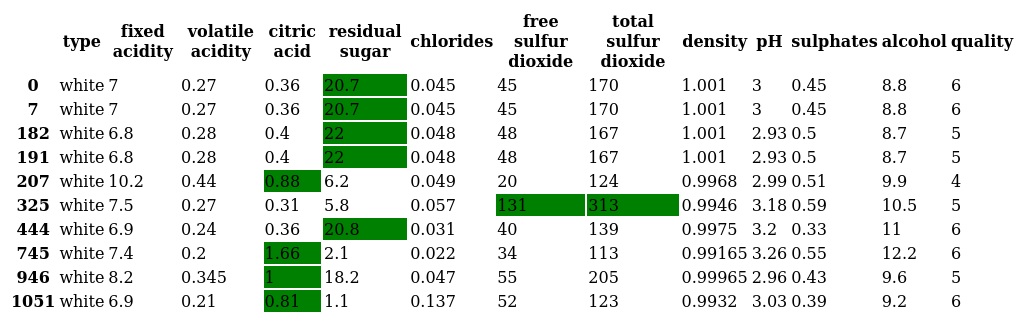 type fixed acidity volatile acidity citric acid residual sugar chlorides free sulfur dioxide total sulfur dioxide density pH sulphates alcohol quality
0 white 7 0.27 0.36 20.7 0.045 45 170 1.001 3 0.45 8.8 6
7 white 7 0.27 0.36 20.7 0.045 45 170 1.001 3 0.45 8.8 6
182 white 6.8 0.28 0.4 22 0.048 48 167 1.001 2.93 0.5 8.7 5
191 white 6.8 0.28 0.4 22 0.048 48 167 1.001 2.93 0.5 8.7 5
207 white 10.2 0.44 0.88 6.2 0.049 20 124 0.9968 2.99 0.51 9.9 4
325 white 7.5 0.27 0.31 5.8 0.057 131 313 0.9946 3.18 0.59 10.5 5
444 white 6.9 0.24 0.36 20.8 0.031 40 139 0.9975 3.2 0.33 11 6
745 white 7.4 0.2 1.66 2.1 0.022 34 113 0.99165 3.26 0.55 12.2 6
946 white 8.2 0.345 1 18.2 0.047 55 205 0.99965 2.96 0.43 9.6 5
1051 white 6.9 0.21 0.81 1.1 0.137 52 123 0.9932 3.03 0.39 9.2 6